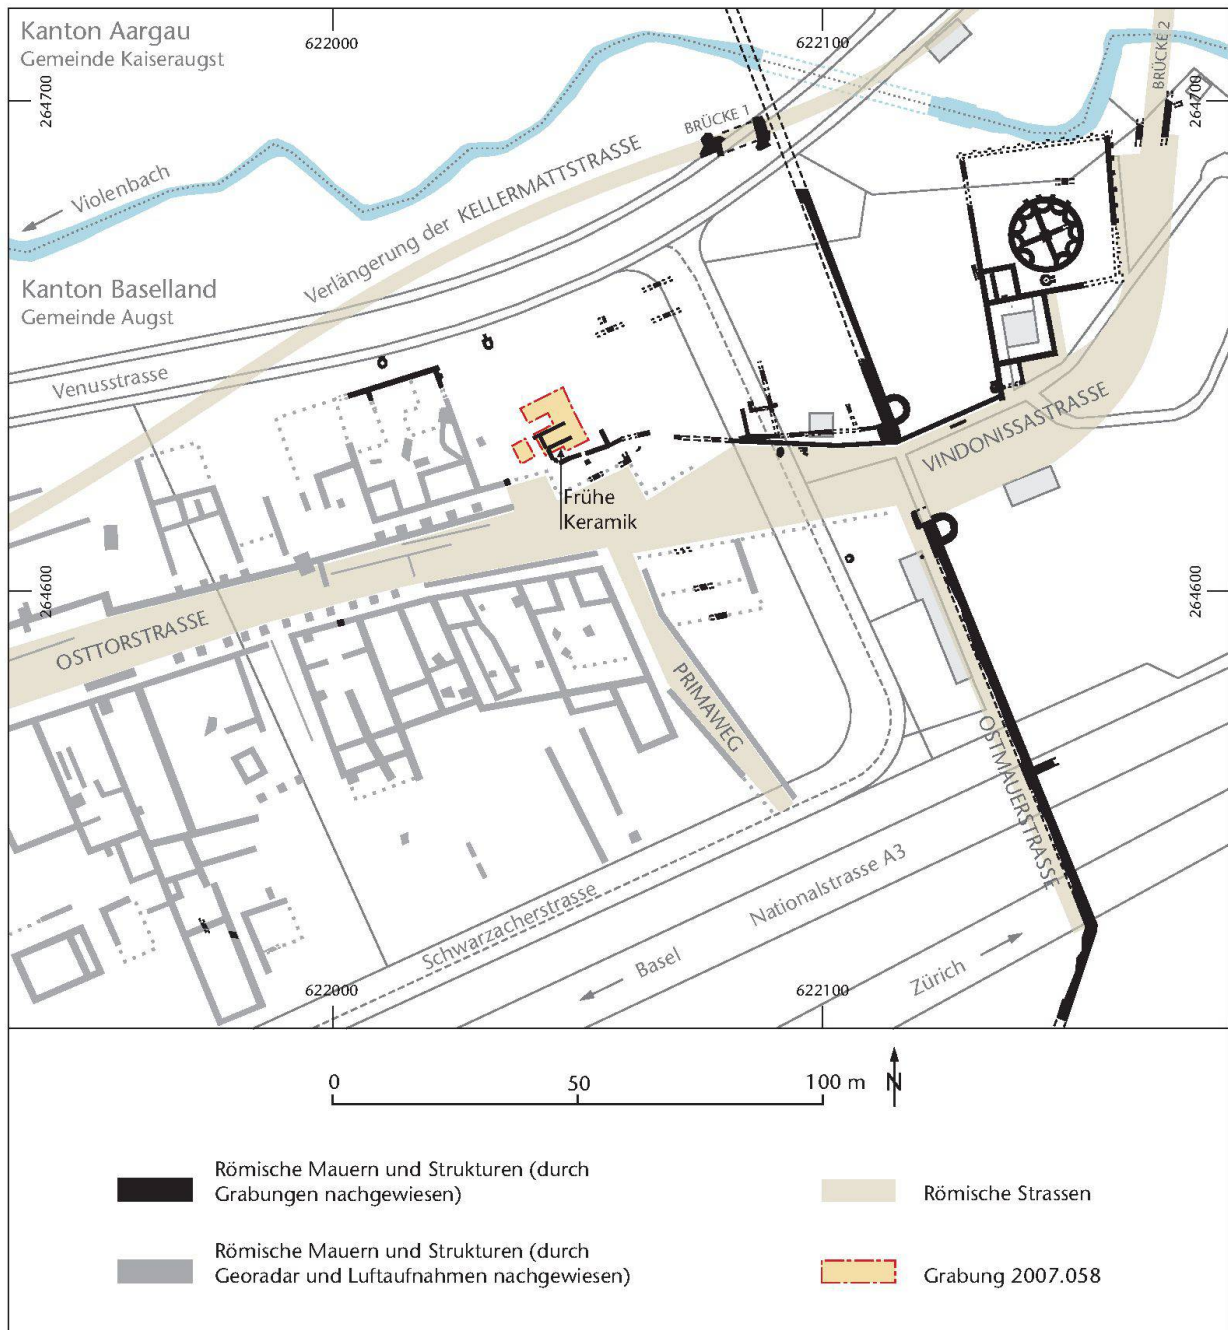 Kanton Aargau
Gemeinde Kaiseraugst
622000
622100
264700
264700
BRÜCKE 2
BRÜCKE 1
Violenbach
Verlängerung der KELLERMATTSTRASSE
Kanton Baselland
Gemeinde Augst
Venusstrasse
VINDONISSASTRASSE
Frühe
Keramik
264600
264600
OSTTORSTRASSE
PRIMAWEG
OSTMAUERSTRASSE
Nationalstrasse A3
Schwarzacherstrasse
Basel
Zürich
622000
622100
0
50
100 m
N
Römische Mauern und Strukturen (durch
Grabungen nachgewiesen)
Römische Strassen
Römische Mauern und Strukturen (durch
Georadar und Luftaufnahmen nachgewiesen)
Grabung 2007.058